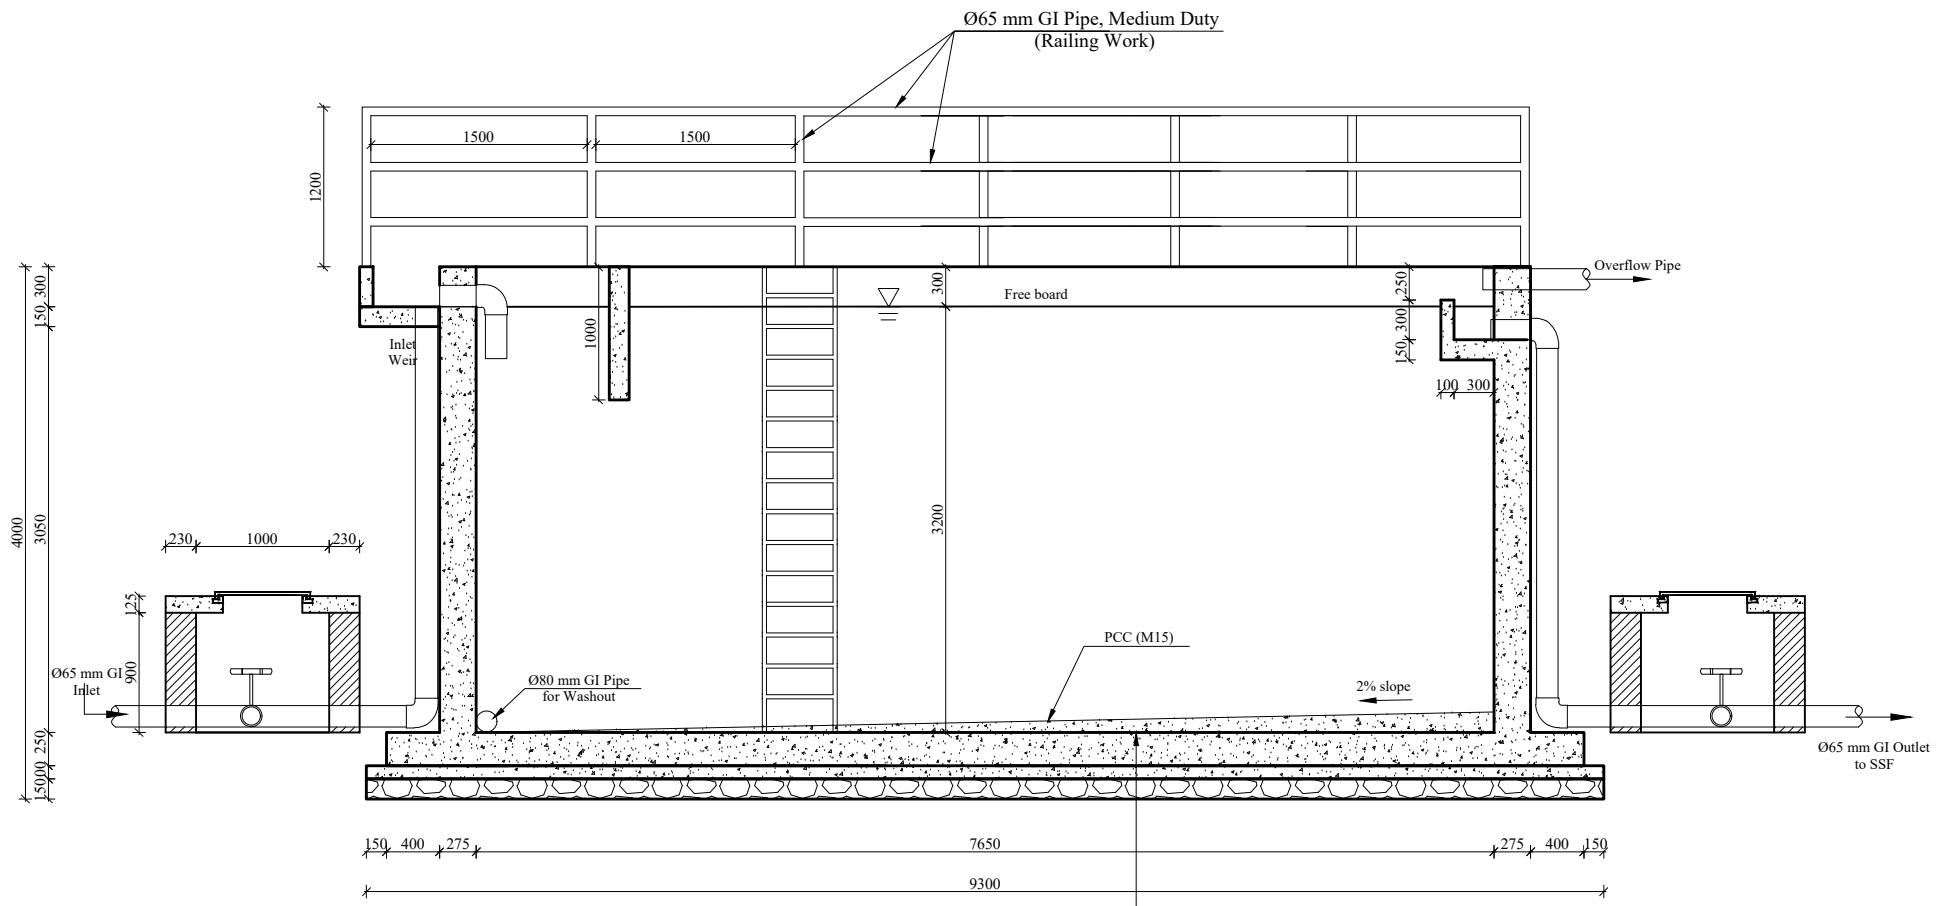 Ø65 mm GI Pipe, Medium Duty
(Railing Work)
1500
1500
1200
Overflow Pipe
300
300
250
Free board
150
1000
300
Inlet
Weir
150
100
300
4000
3050
3200
230
1000
230
125
900
PCC (M15)
Ø65 mm GI
Inlet
Ø80 mm GI Pipe
for Washout
2% slope
250
Ø65 mm GI Outlet
to SSF
100
150
150
400
275
7650
275
400
150
9300